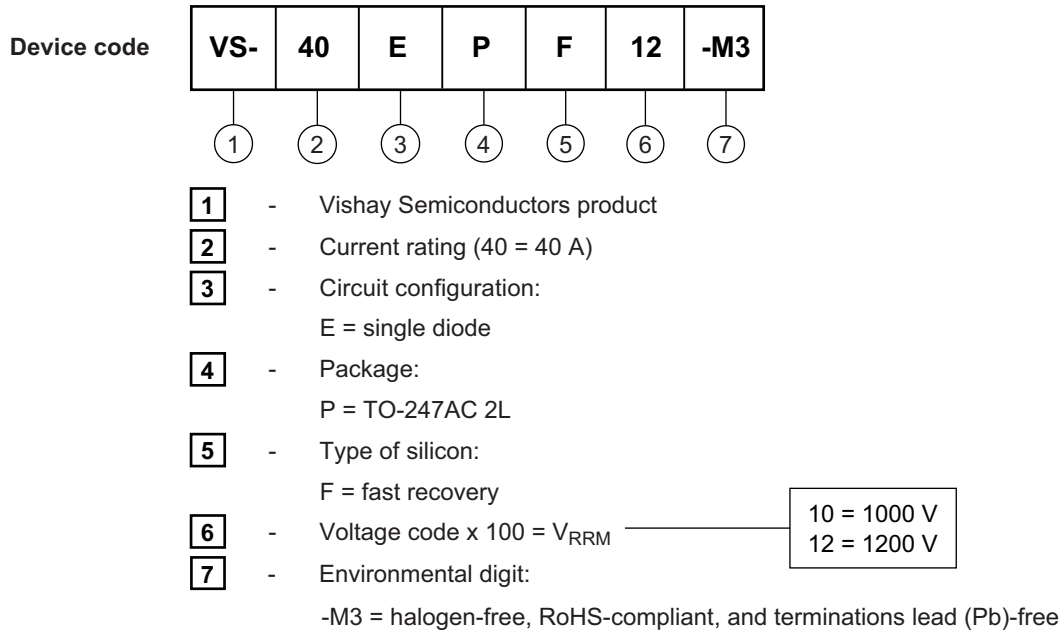 Device code VS- 40 E P F 12 -M3
1 2 3 4 5 6 7
1 - Vishay Semiconductors product
2 - Current rating (40 = 40 A)
3 - Circuit configuration:
E = single diode
4 - Package:
P = TO-247AC 2L
5 - Type of silicon:
F = fast recovery
6 - Voltage code x 100 = VRRM
10 = 1000 V
12 = 1200 V
7 - Environmental digit:
-M3 = halogen-free, RoHS-compliant, and terminations lead (Pb)-free